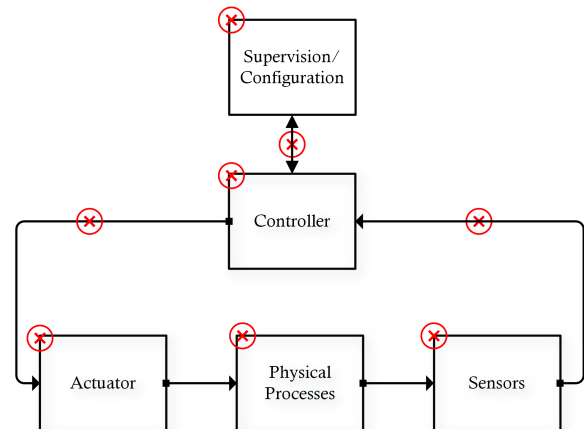 Supervision/
Configuration
Controller
Actuator
Physical
Processes
Sensors